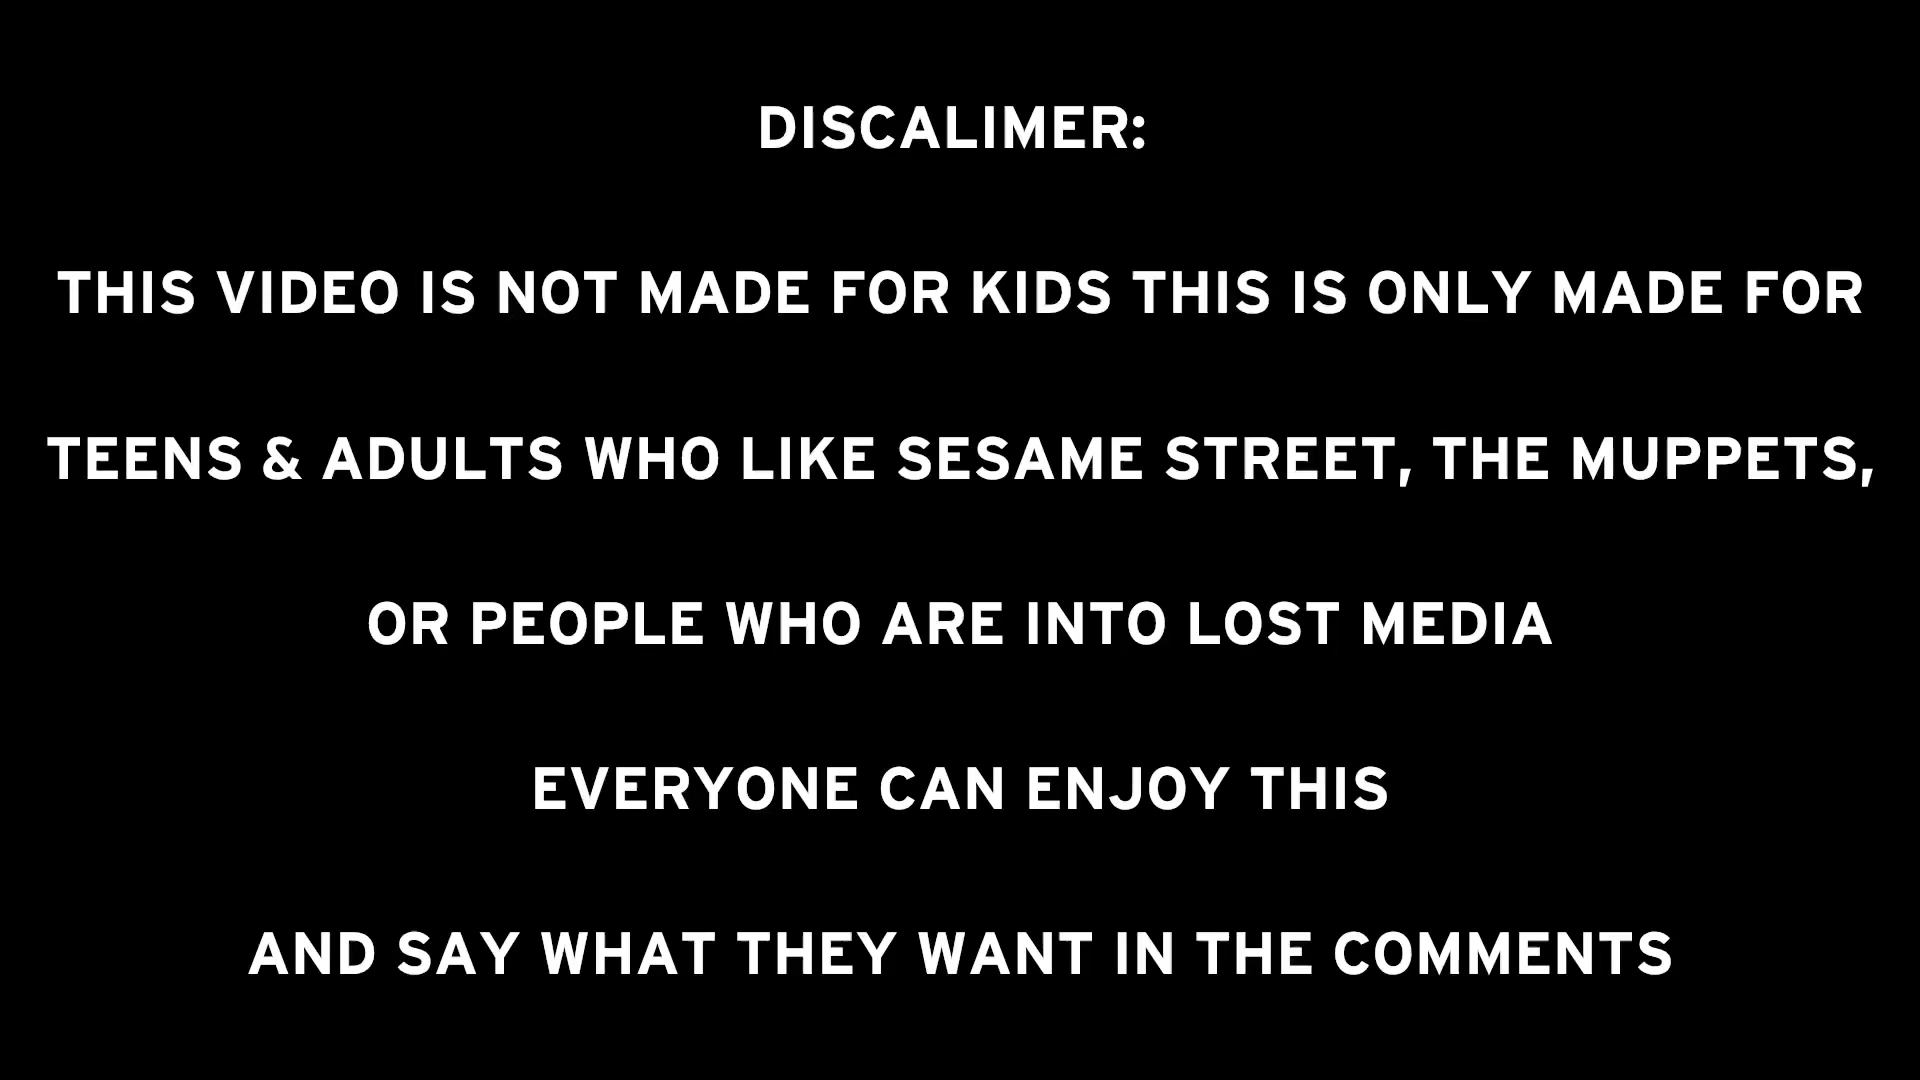 DISCALIMER:
THIS VIDEO IS NOT MADE FOR KIDS THIS IS ONLY MADE FOR
TEENS & ADULTS WHO LIKE SESAME STREET, THE MUPPETS,
OR PEOPLE WHO ARE INTO LOST MEDIA
EVERYONE CAN ENJOY THIS
AND SAY WHAT THEY WANT IN THE COMMENTS